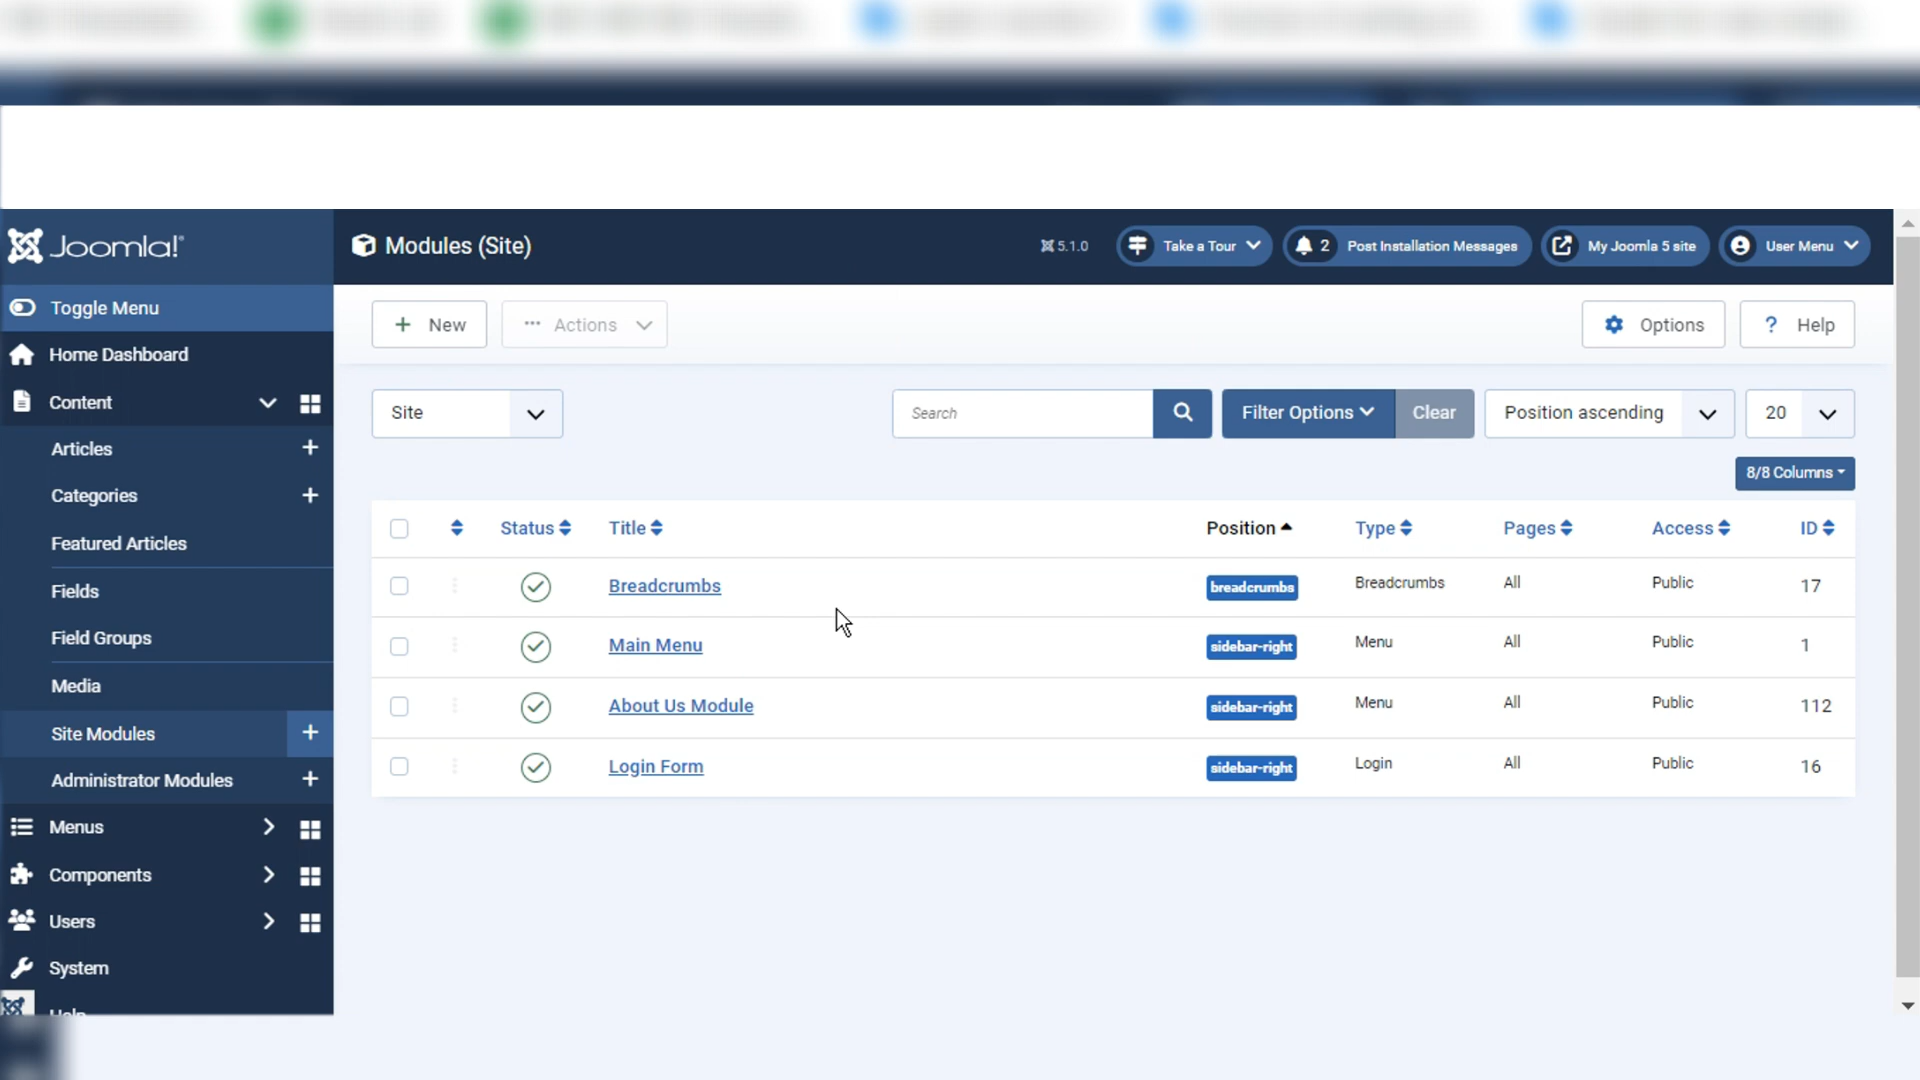 Joomla!
Modules (Site)
5.1.0
Take a Tour
2 Post Installation Messages
My Joomla 5 site
User Menu
Toggle Menu
Home Dashboard
Content
Articles
Categories
Featured Articles
Fields
Field Groups
Media
Site Modules
Administrator Modules
Menus
Components
Users
System
Help
New
Actions
Options
? Help
Site
Search
Filter Options
Clear
Position ascending
20
8/8 Columns
Status Title Position Type Pages Access ID
Breadcrumbs breadcrumbs Breadcrumbs All Public 17
Main Menu sidebar-right Menu All Public 1
About Us Module sidebar-right Menu All Public 112
Login Form sidebar-right Login All Public 16